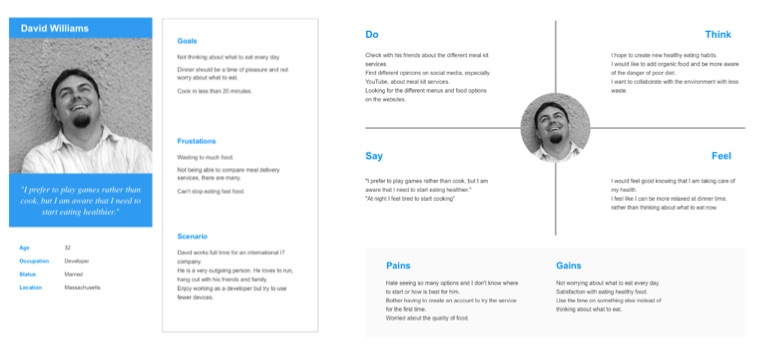 David Williams
"I prefer to play games rather than
cook, but I am aware that I need to
start eating healthier."
Age 32
Occupation Developer
Status Married
Location Massachusetts
Goals
Not thinking about what to eat every day.
Dinner should be a time of pleasure and not
worry about what to eat.
Cook in less than 20 minutes.
Frustations
Wasting to much food.
Not being able to compare meal delivery
services, there are many.
Can't stop eating fast food.
Scenario
David works full time for an international IT
company.
He is a very outgoing person. He loves to run,
hang out with his friends and family.
Enjoy working as a developer but try to use
fewer devices.
Do
Check with his friends about the different meal kit
services.
Find different opinions on social media, especially
YouTube, about meal kit services.
Looking for the different menus and food options
on the websites.
Think
I hope to create new healthy eating habits.
I would like to add organic food and be more aware
of the danger of poor diet.
I want to collaborate with the environment with less
waste.
Say
"I prefer to play games rather than cook, but I am
aware that I need to start eating healthier."
"At night I feel tired to start cooking"
Feel
I would feel good knowing that I am taking care of
my health.
I feel like I can be more relaxed at dinner time,
rather than thinking about what to eat now.
Pains
Hate seeing so many options and I don't know where
to start or how is best for him.
Bother having to create an account to try the service
for the first time.
Worried about the quality of food.
Gains
Not worrying about what to eat every day.
Satisfaction with eating healthy food.
Use the time on something else instead of
thinking about what to eat.